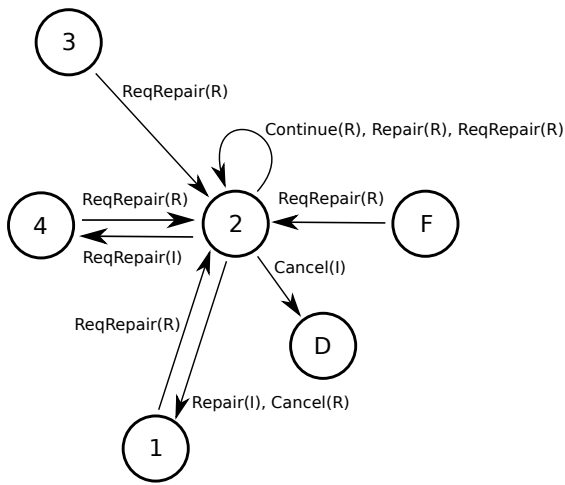 3
ReqRepair(R)
Continue(R), Repair(R), ReqRepair(R)
ReqRepair(R)
ReqRepair(R)
4
2
F
ReqRepair(I)
Cancel(I)
ReqRepair(R)
D
Repair(I), Cancel(R)
1